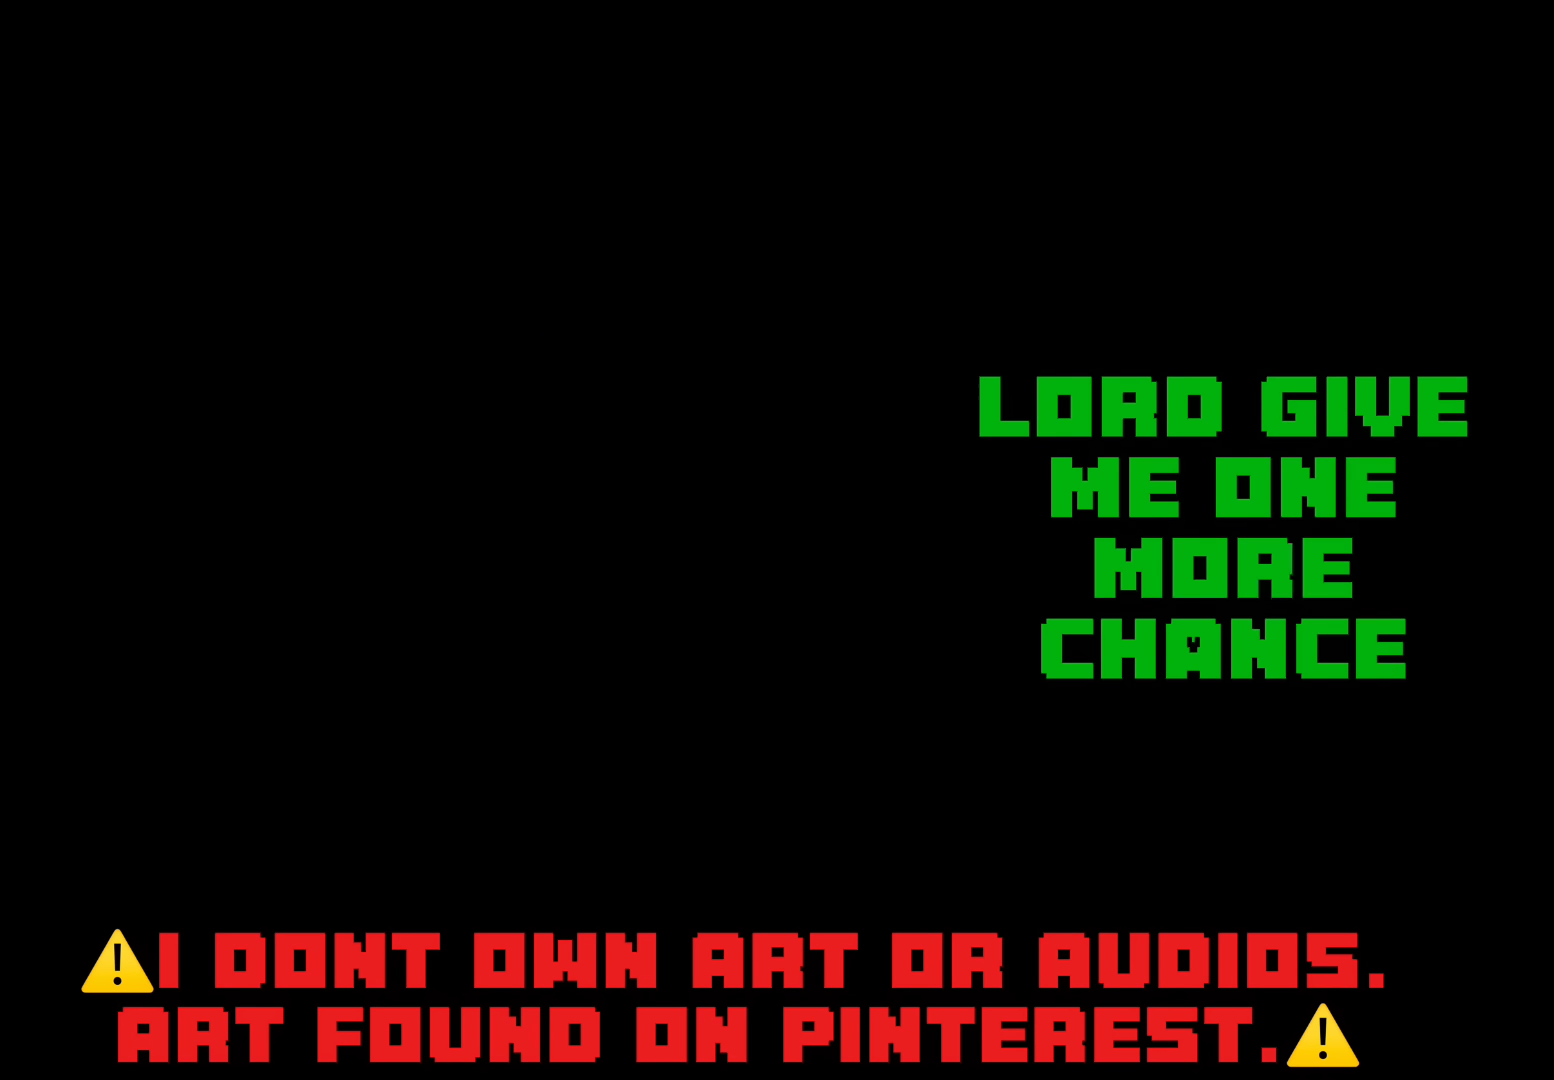 LORD GIVE
ME ONE
MORE
CHANCE
⚠️I DONT OWN ART OR AUDIOS.
ART FOUND ON PINTEREST.⚠️